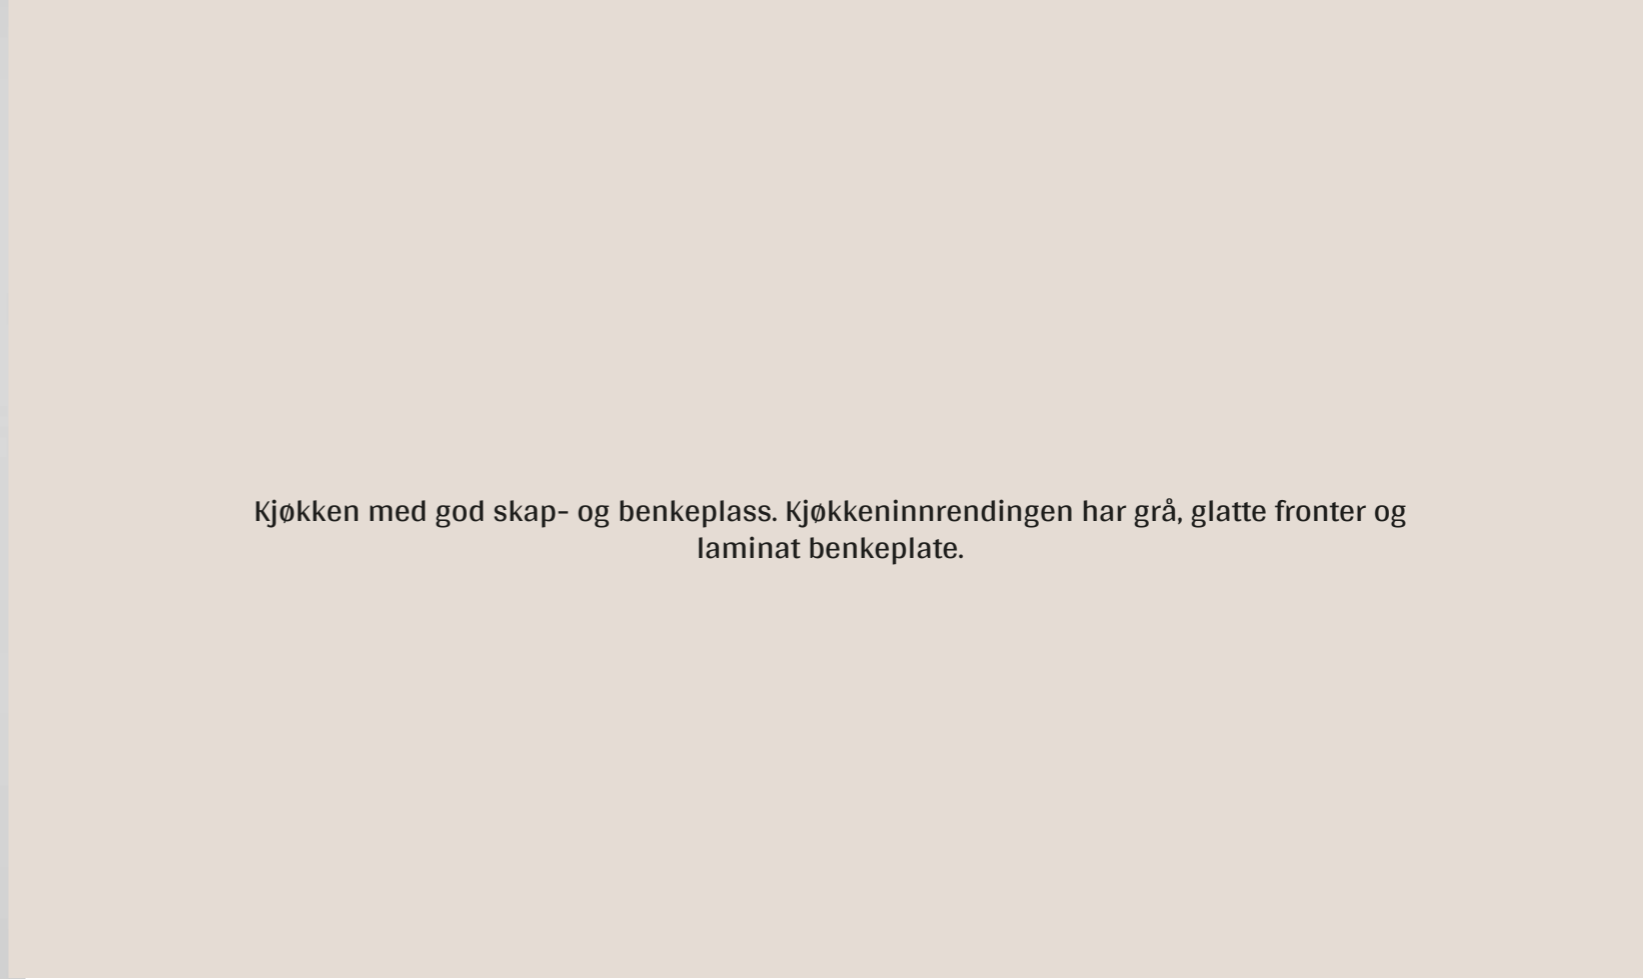 Kjøkken med god skap- og benkeplass. Kjøkkeninnrendingen har grå, glatte fronter og
laminat benkeplate.